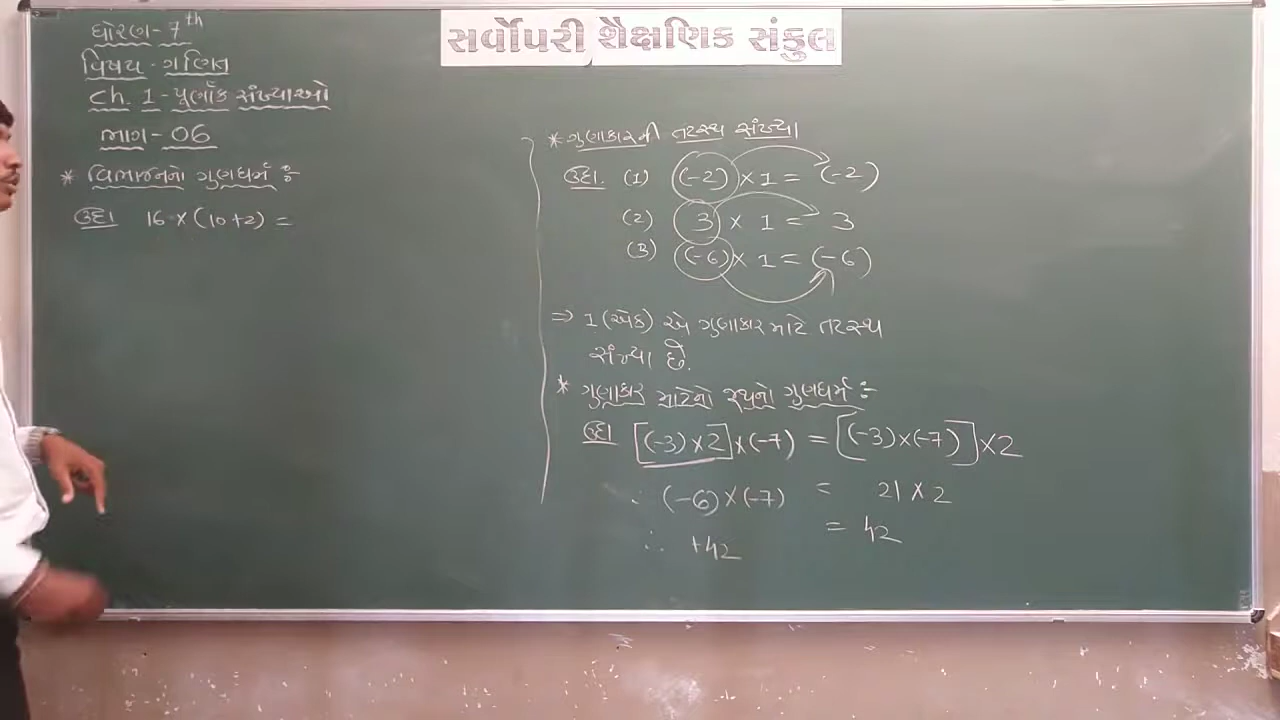 સર્વોપરી શૈક્ષણિક સંકુલ
ધોરણ - 7th
વિષય - ગણિત
Ch. 1 - પૂર્ણાંક સંખ્યાઓ
ભાગ - 06
* વિભાજનનો ગુણધર્મ :-
ઉદા. 16 × (10+2) =
* ગુણાકારની તટસ્થ સંખ્યા
ઉદા. (1) (-2) × 1 = (-2)
(2) 3 × 1 = 3
(3) (-6) × 1 = (-6)
⇒ 1 (એક) એ ગુણાકાર માટે તટસ્થ
સંખ્યા છે.
* ગુણાકાર માટેનો જૂથનો ગુણધર્મ :-
ઉદા. [(-3) × 2] × (-7) = [(-3) × (-7)] × 2
∴ (-6) × (-7) = 21 × 2
∴ +42 = 42